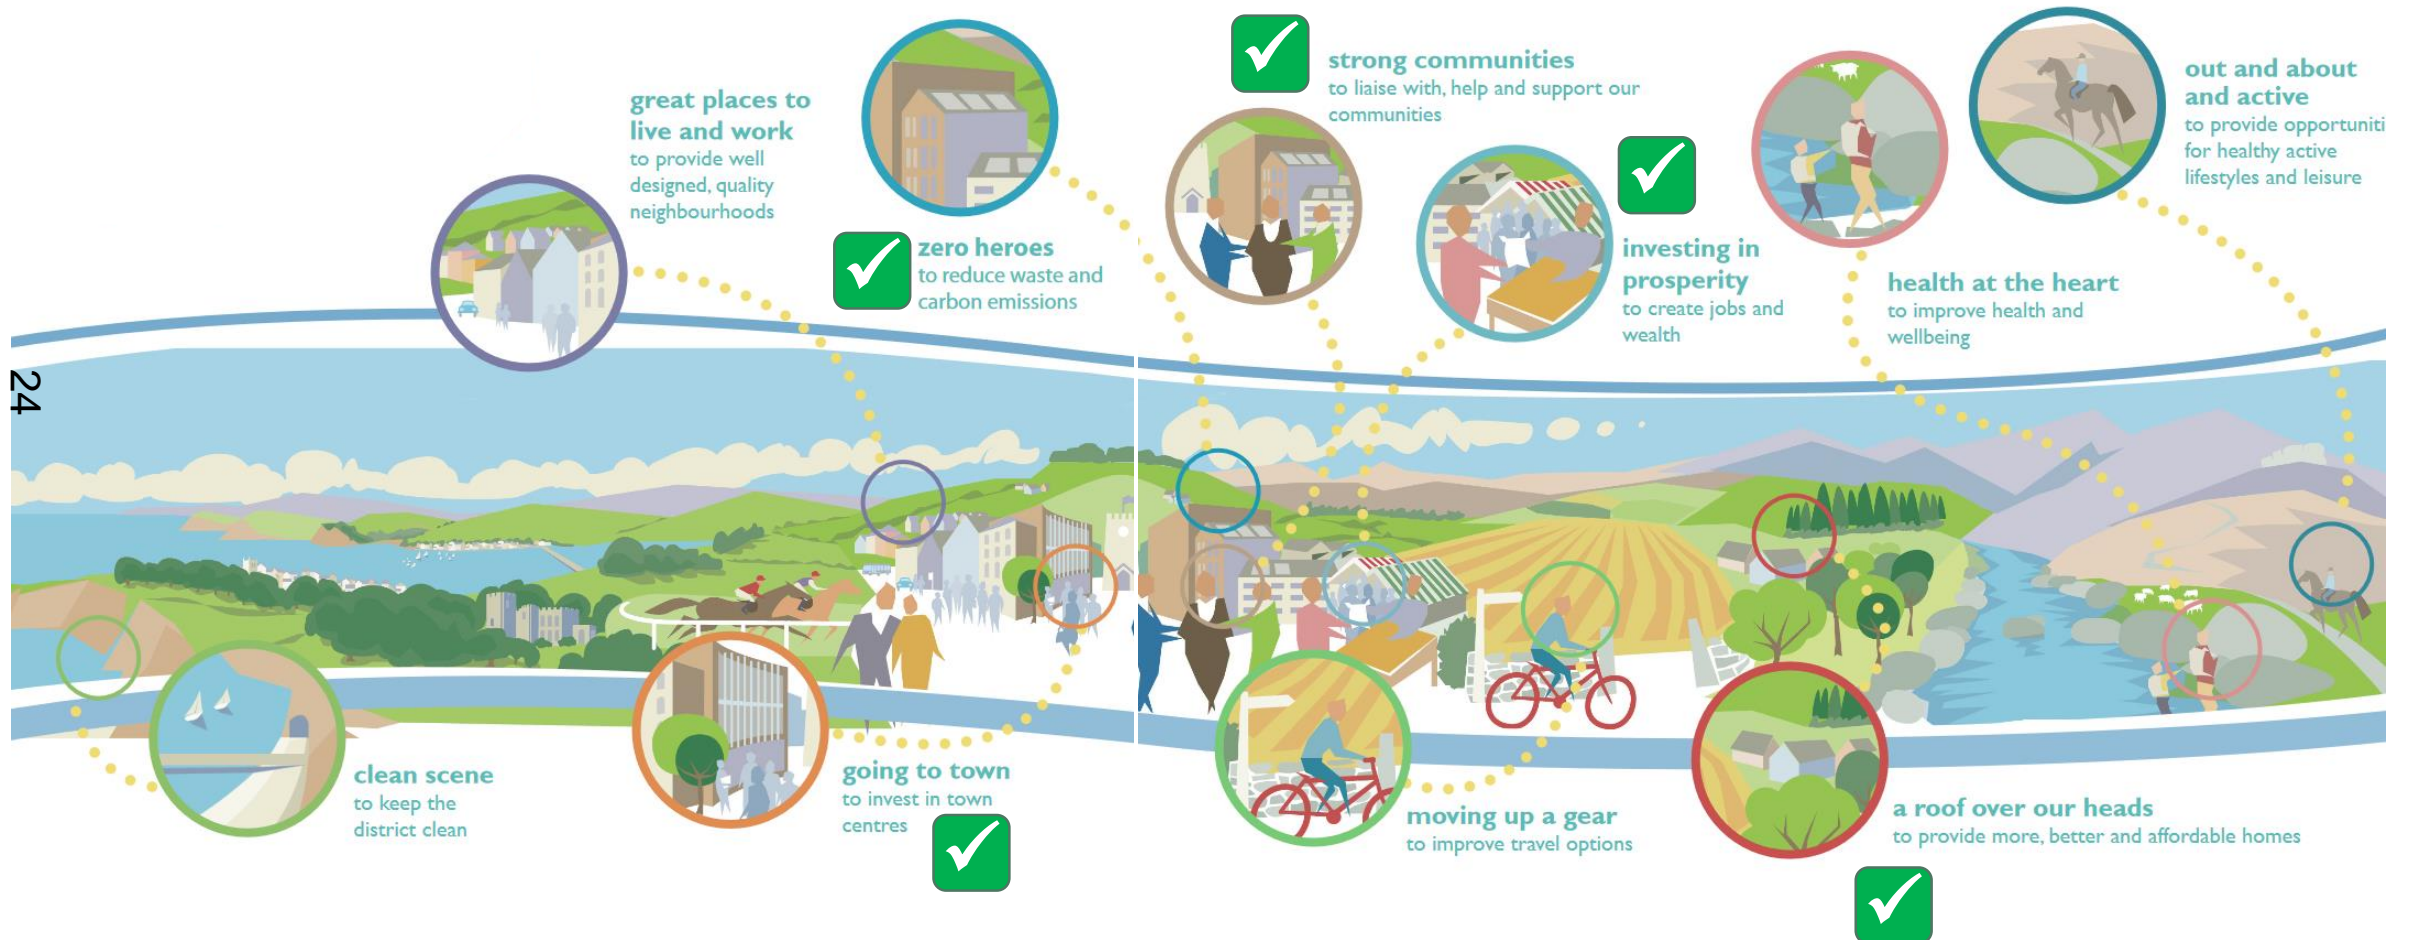 great places to
live and work
to provide well
designed, quality
neighbourhoods
zero heroes
to reduce waste and
carbon emissions
strong communities
to liaise with, help and support our
communities
investing in
prosperity
to create jobs and
wealth
health at the heart
to improve health and
wellbeing
out and about
and active
to provide opportuniti
for healthy active
lifestyles and leisure
24
clean scene
to keep the
district clean
going to town
to invest in town
centres
moving up a gear
to improve travel options
a roof over our heads
to provide more, better and affordable homes